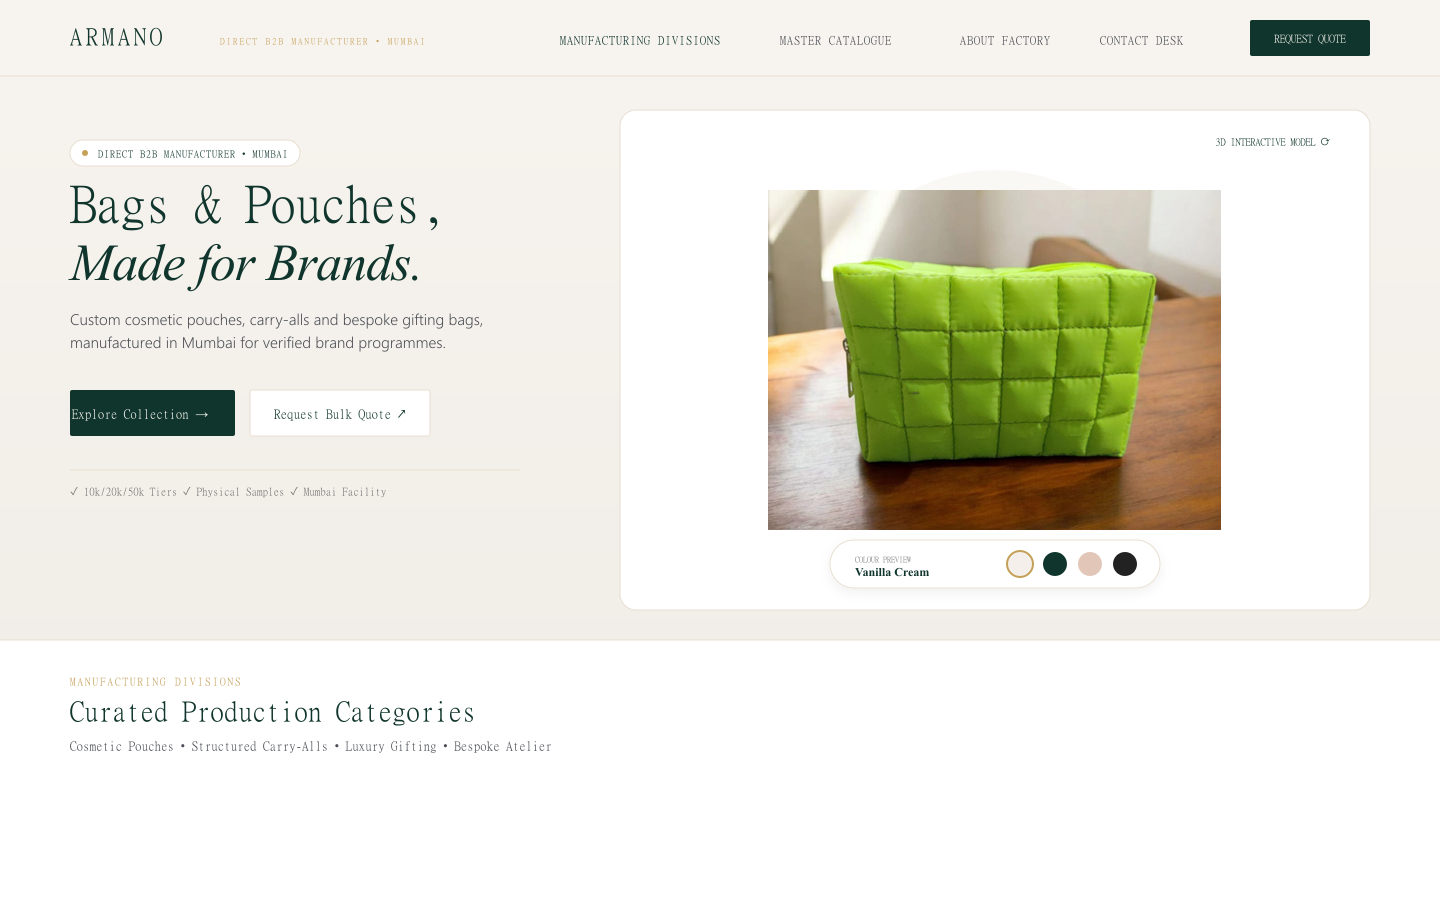 ARMANO
DIRECT B2B MANUFACTURER • MUMBAI
MANUFACTURING DIVISIONS
MASTER CATALOGUE
ABOUT FACTORY
CONTACT DESK
REQUEST QUOTE
DIRECT B2B MANUFACTURER • MUMBAI
Bags & Pouches,
Made for Brands.
Custom cosmetic pouches, carry-alls and bespoke gifting bags,
manufactured in Mumbai for verified brand programmes.
Explore Collection →
Request Bulk Quote ↗
✓ 10k/20k/50k Tiers ✓ Physical Samples ✓ Mumbai Facility
3D INTERACTIVE MODEL ⟳
COLOUR PREVIEW
Vanilla Cream
MANUFACTURING DIVISIONS
Curated Production Categories
Cosmetic Pouches • Structured Carry-Alls • Luxury Gifting • Bespoke Atelier